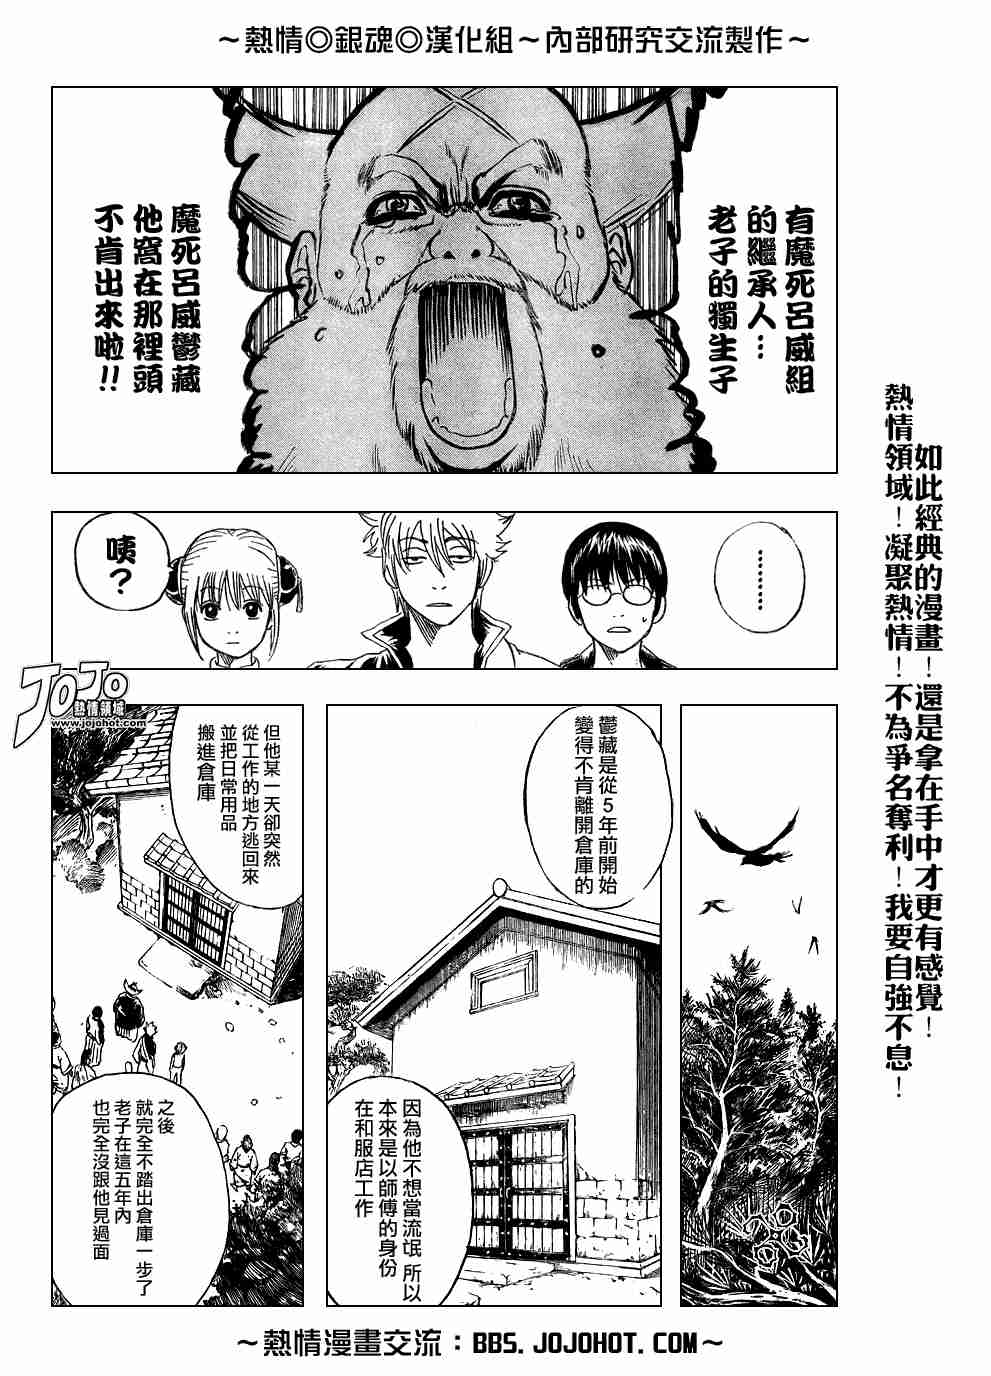 ～熱情◎銀魂◎漢化組～內部研究交流製作～
有魔死呂威組
的繼承人…
老子的獨生子
魔死呂威鬱藏
他窩在那裡頭
不肯出來啦!!
………
咦?
鬱藏是從5年前開始
變得不肯離開倉庫的
因為他不想當流氓 所以
本來是以師傅的身份
在和服店工作
但他某一天卻突然
從工作的地方逃回來
並把日常用品
搬進倉庫
之後
就完全不踏出倉庫一步了
老子在這五年內
也完全沒跟他見過面
如此經典的漫畫！還是拿在手中才更有感覺！
熱情領域！凝聚熱情！不為爭名奪利！我要自強不息！
JOJO
熱情領域
www.jojohot.com
～熱情漫畫交流：BBS.JOJOHOT.COM～